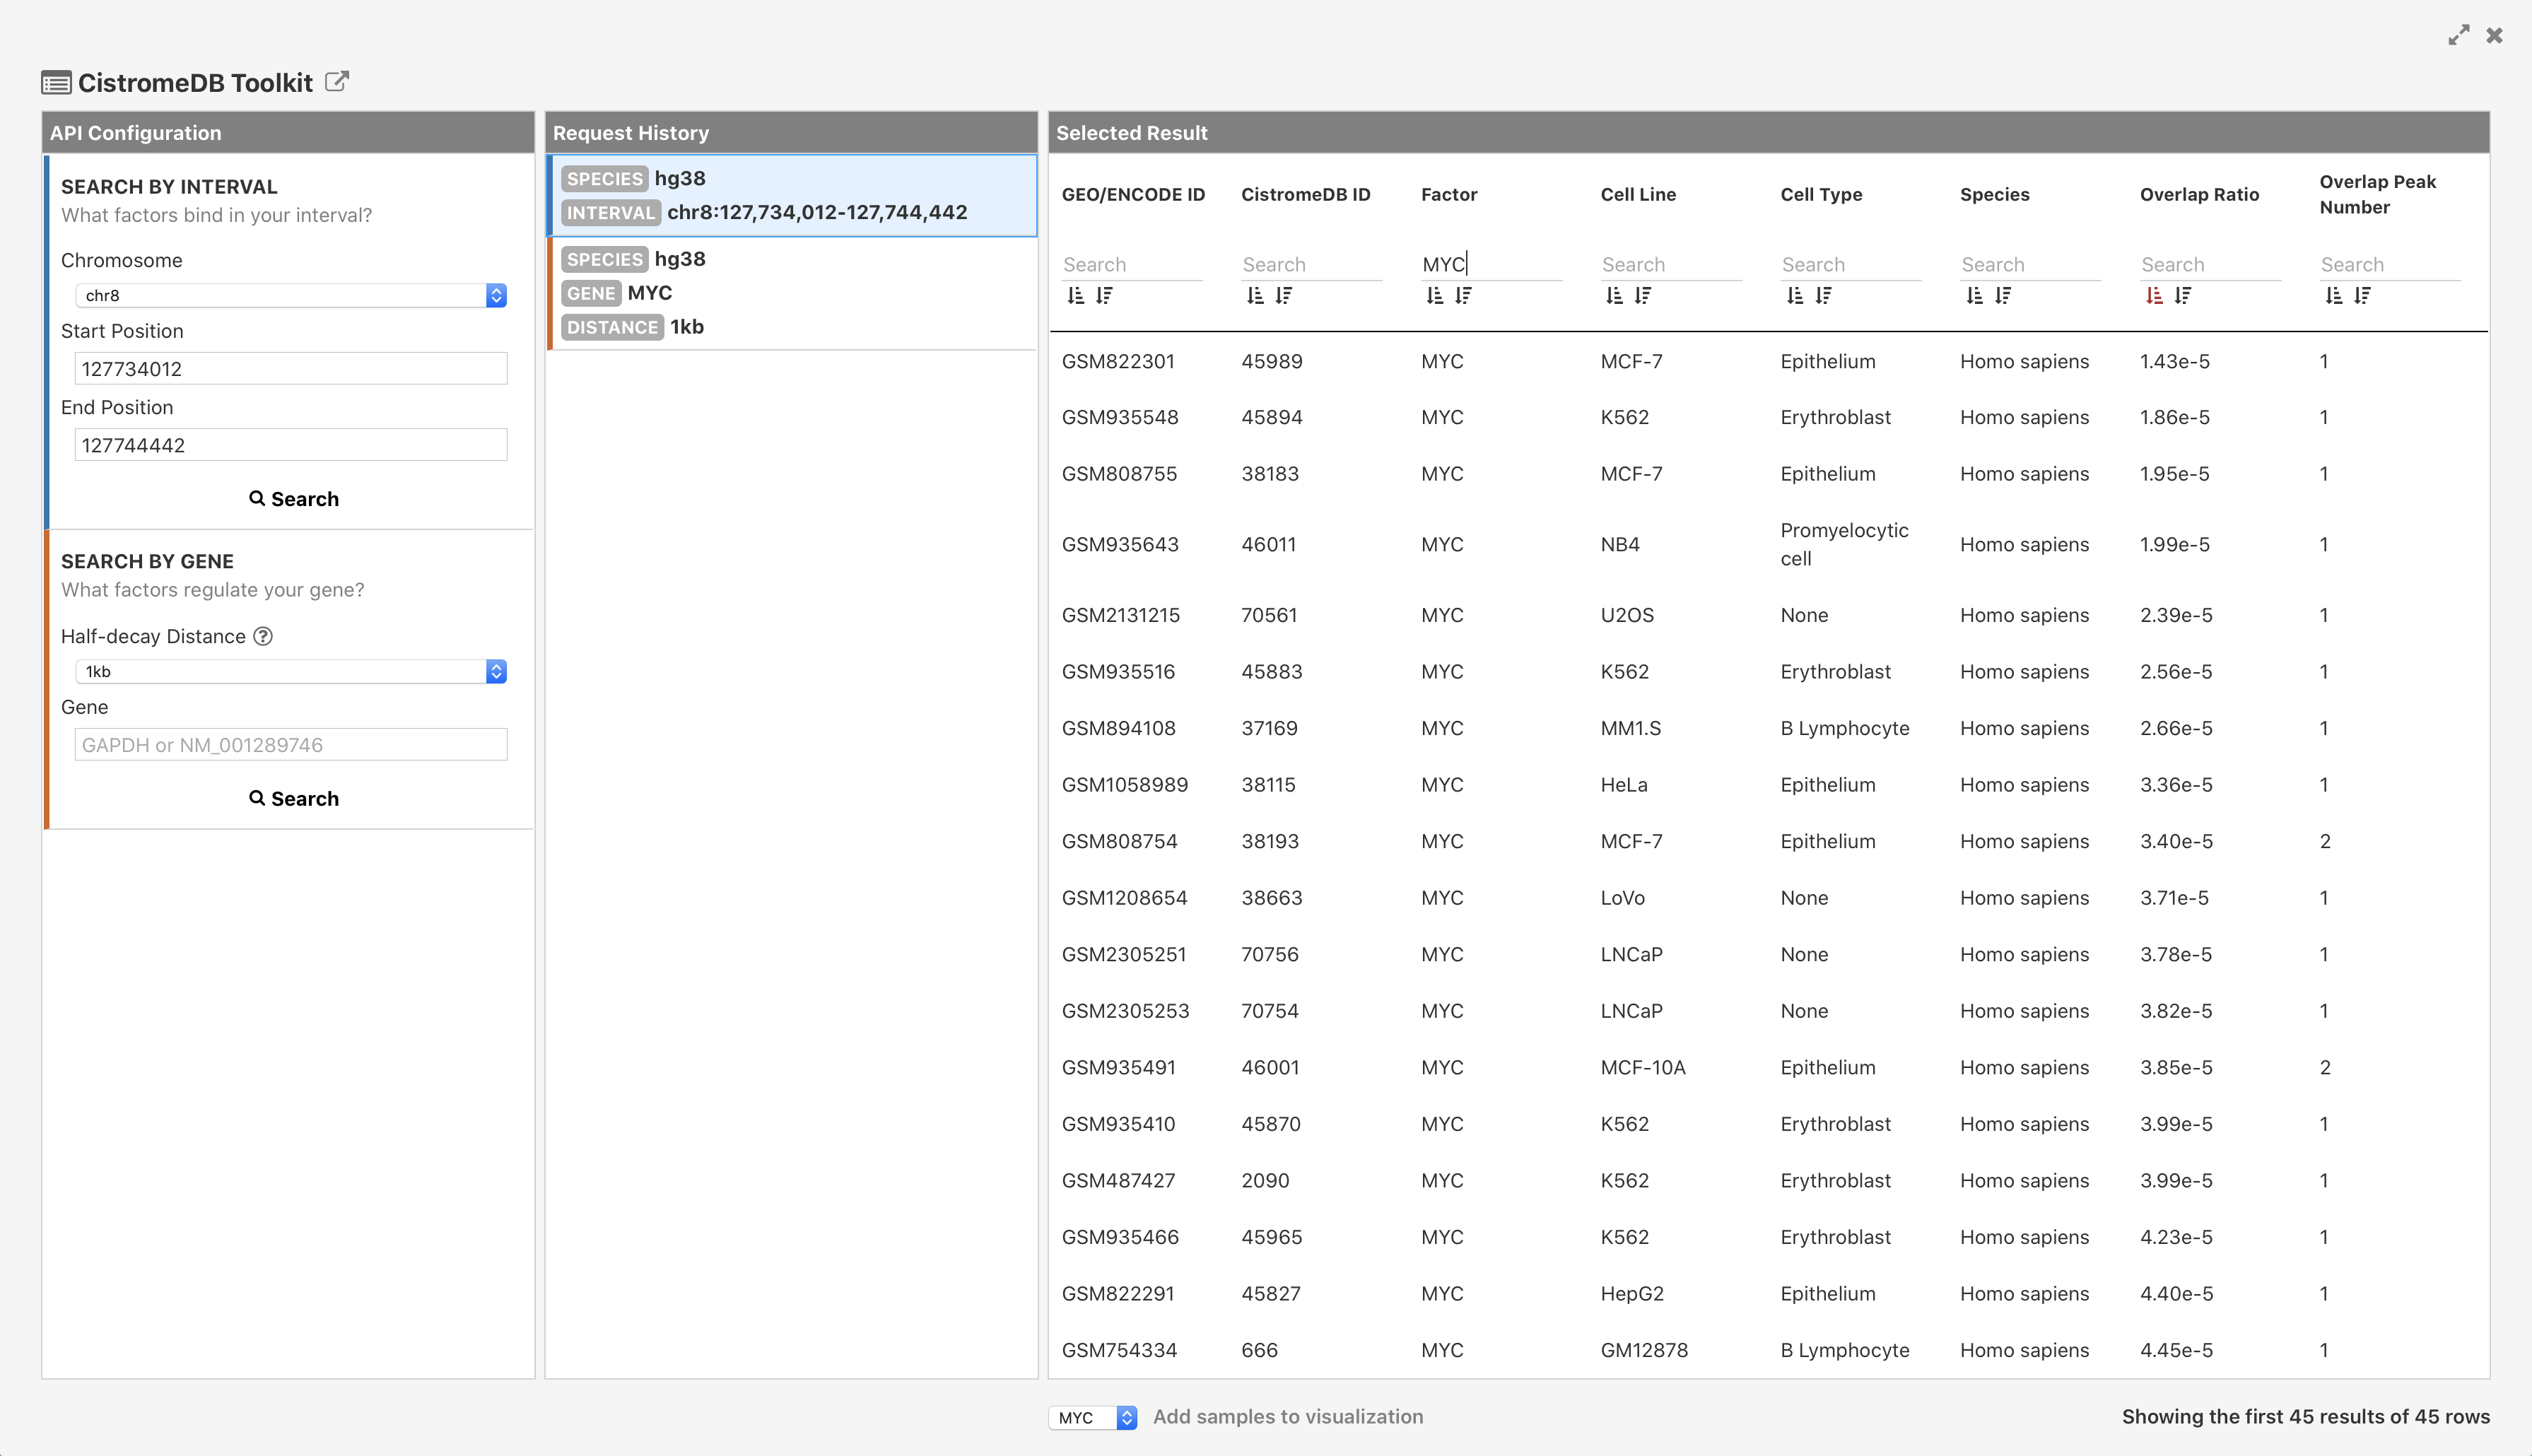 CistromeDB Toolkit
API Configuration
SEARCH BY INTERVAL
What factors bind in your interval?
Chromosome
chr8
Start Position
127734012
End Position
127744442
Search
SEARCH BY GENE
What factors regulate your gene?
Half-decay Distance ?
1kb
Gene
GAPDH or NM_001289746
Search
Request History
SPECIES hg38
INTERVAL chr8:127,734,012-127,744,442
SPECIES hg38
GENE MYC
DISTANCE 1kb
Selected Result
GEO/ENCODE ID CistromeDB ID Factor Cell Line Cell Type Species Overlap Ratio Overlap Peak Number
Search Search MYC Search Search Search Search Search
GSM822301 45989 MYC MCF-7 Epithelium Homo sapiens 1.43e-5 1
GSM935548 45894 MYC K562 Erythroblast Homo sapiens 1.86e-5 1
GSM808755 38183 MYC MCF-7 Epithelium Homo sapiens 1.95e-5 1
GSM935643 46011 MYC NB4 Promyelocytic cell Homo sapiens 1.99e-5 1
GSM2131215 70561 MYC U2OS None Homo sapiens 2.39e-5 1
GSM935516 45883 MYC K562 Erythroblast Homo sapiens 2.56e-5 1
GSM894108 37169 MYC MM1.S B Lymphocyte Homo sapiens 2.66e-5 1
GSM1058989 38115 MYC HeLa Epithelium Homo sapiens 3.36e-5 1
GSM808754 38193 MYC MCF-7 Epithelium Homo sapiens 3.40e-5 2
GSM1208654 38663 MYC LoVo None Homo sapiens 3.71e-5 1
GSM2305251 70756 MYC LNCaP None Homo sapiens 3.78e-5 1
GSM2305253 70754 MYC LNCaP None Homo sapiens 3.82e-5 1
GSM935491 46001 MYC MCF-10A Epithelium Homo sapiens 3.85e-5 2
GSM935410 45870 MYC K562 Erythroblast Homo sapiens 3.99e-5 1
GSM487427 2090 MYC K562 Erythroblast Homo sapiens 3.99e-5 1
GSM935466 45965 MYC K562 Erythroblast Homo sapiens 4.23e-5 1
GSM822291 45827 MYC HepG2 Epithelium Homo sapiens 4.40e-5 1
GSM754334 666 MYC GM12878 B Lymphocyte Homo sapiens 4.45e-5 1
MYC Add samples to visualization
Showing the first 45 results of 45 rows